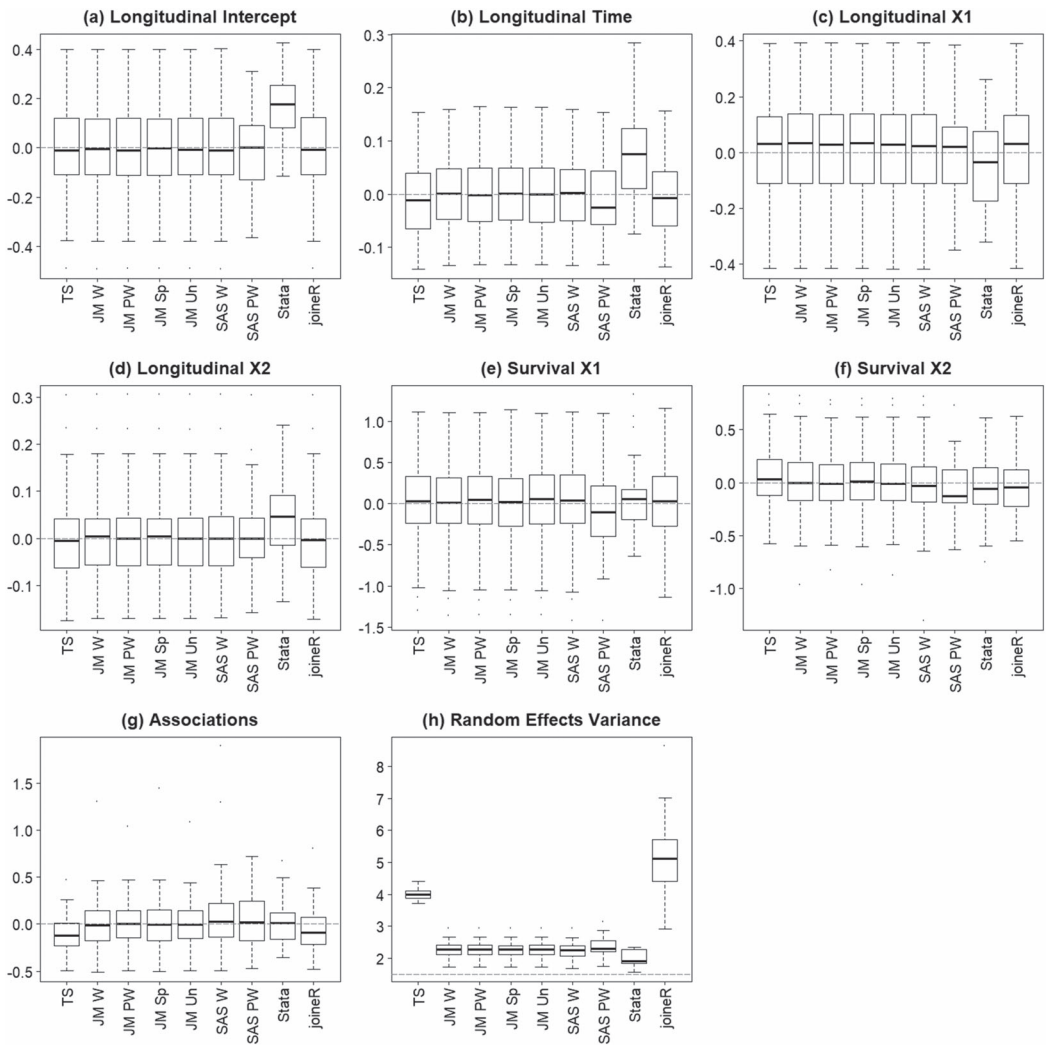 (a) Longitudinal Intercept
0.4
0.2
0.0
-0.2
-0.4
TS
JM W
JM PW
JM Sp
JM Un
SAS W
SAS PW
Stata
joineR
(b) Longitudinal Time
0.3
0.2
0.1
0.0
-0.1
TS
JM W
JM PW
JM Sp
JM Un
SAS W
SAS PW
Stata
joineR
(c) Longitudinal X1
0.4
0.2
0.0
-0.2
-0.4
TS
JM W
JM PW
JM Sp
JM Un
SAS W
SAS PW
Stata
joineR
(d) Longitudinal X2
0.3
0.2
0.1
0.0
-0.1
TS
JM W
JM PW
JM Sp
JM Un
SAS W
SAS PW
Stata
joineR
(e) Survival X1
1.0
0.5
0.0
-0.5
-1.0
-1.5
TS
JM W
JM PW
JM Sp
JM Un
SAS W
SAS PW
Stata
joineR
(f) Survival X2
0.5
0.0
-0.5
-1.0
TS
JM W
JM PW
JM Sp
JM Un
SAS W
SAS PW
Stata
joineR
(g) Associations
1.5
1.0
0.5
0.0
-0.5
TS
JM W
JM PW
JM Sp
JM Un
SAS W
SAS PW
Stata
joineR
(h) Random Effects Variance
8
7
6
5
4
3
2
TS
JM W
JM PW
JM Sp
JM Un
SAS W
SAS PW
Stata
joineR